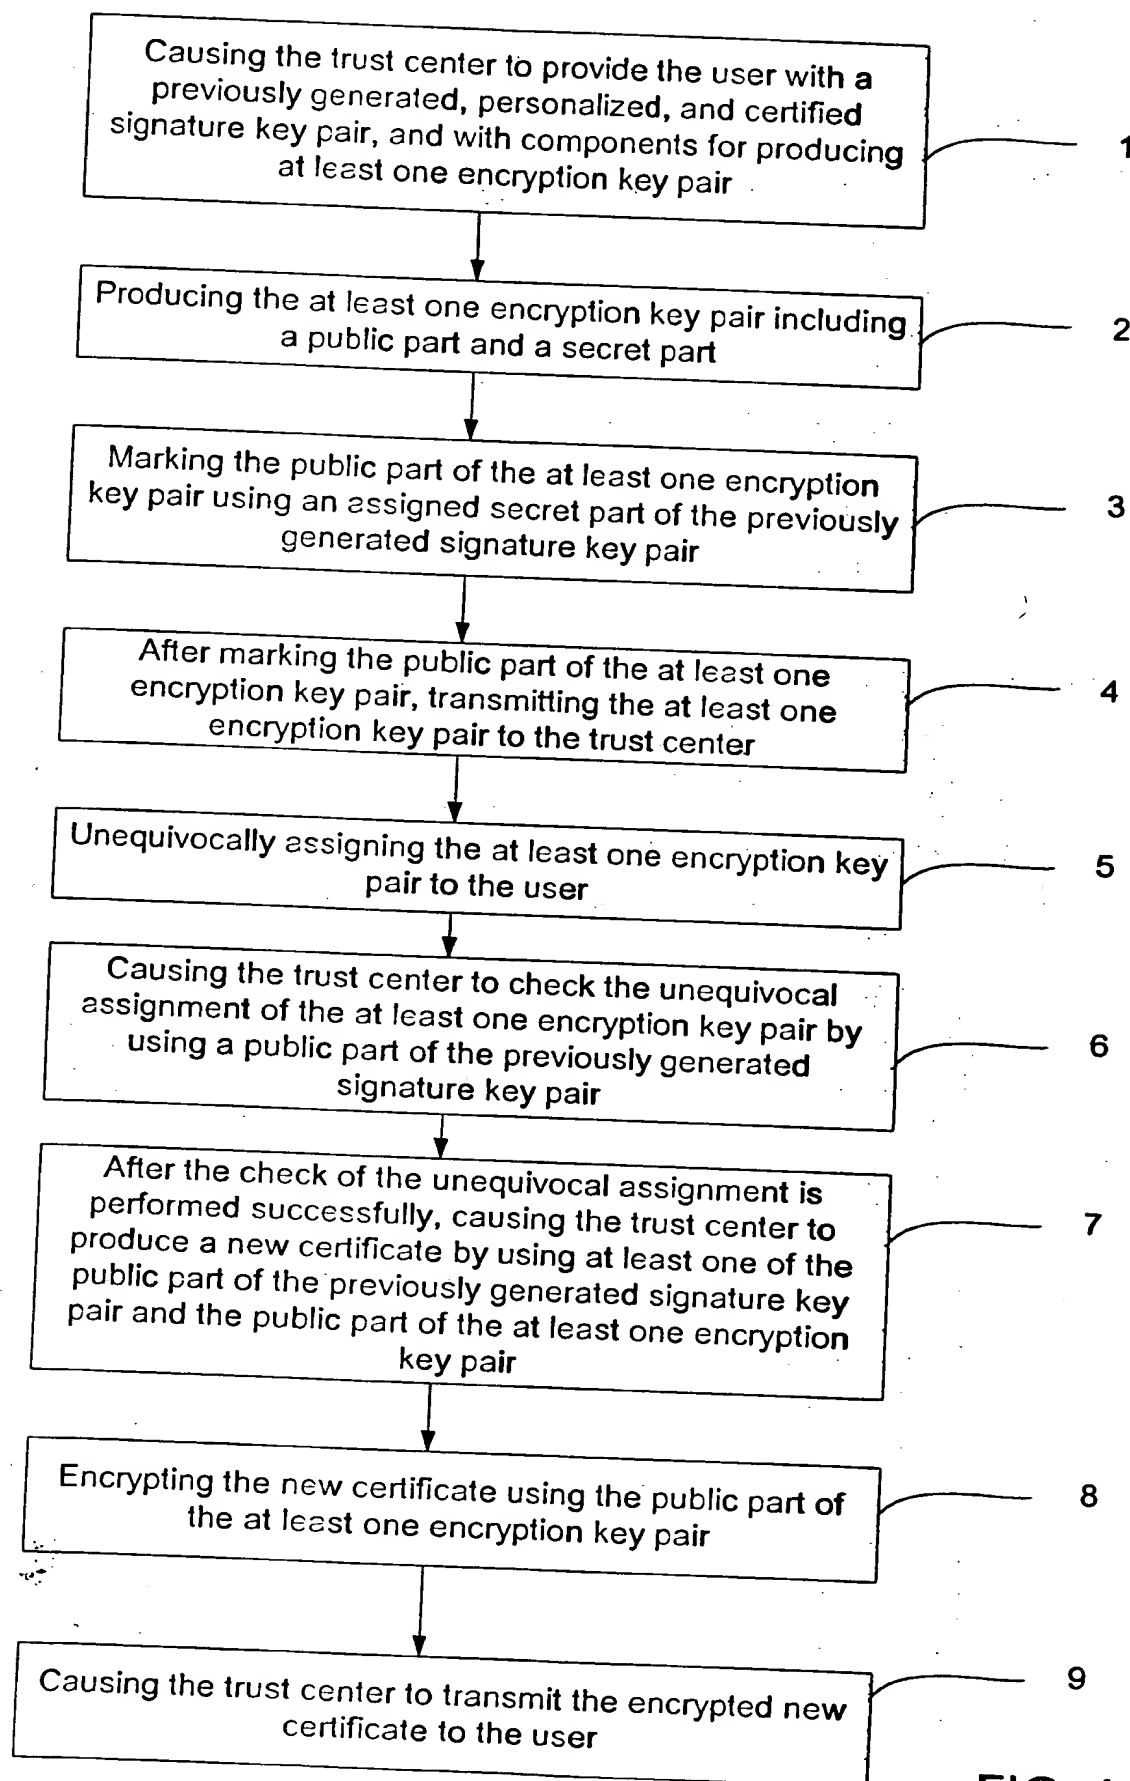 Causing the trust center to provide the user with a
previously generated, personalized, and certified
signature key pair, and with components for producing
at least one encryption key pair
1
Producing the at least one encryption key pair including
a public part and a secret part
2
Marking the public part of the at least one encryption
key pair using an assigned secret part of the previously
generated signature key pair
3
After marking the public part of the at least one
encryption key pair, transmitting the at least one
encryption key pair to the trust center
4
Unequivocally assigning the at least one encryption key
pair to the user
5
Causing the trust center to check the unequivocal
assignment of the at least one encryption key pair by
using a public part of the previously generated
signature key pair
6
After the check of the unequivocal assignment is
performed successfully, causing the trust center to
produce a new certificate by using at least one of the
public part of the previously generated signature key
pair and the public part of the at least one encryption
key pair
7
Encrypting the new certificate using the public part of
the at least one encryption key pair
8
Causing the trust center to transmit the encrypted new
certificate to the user
9